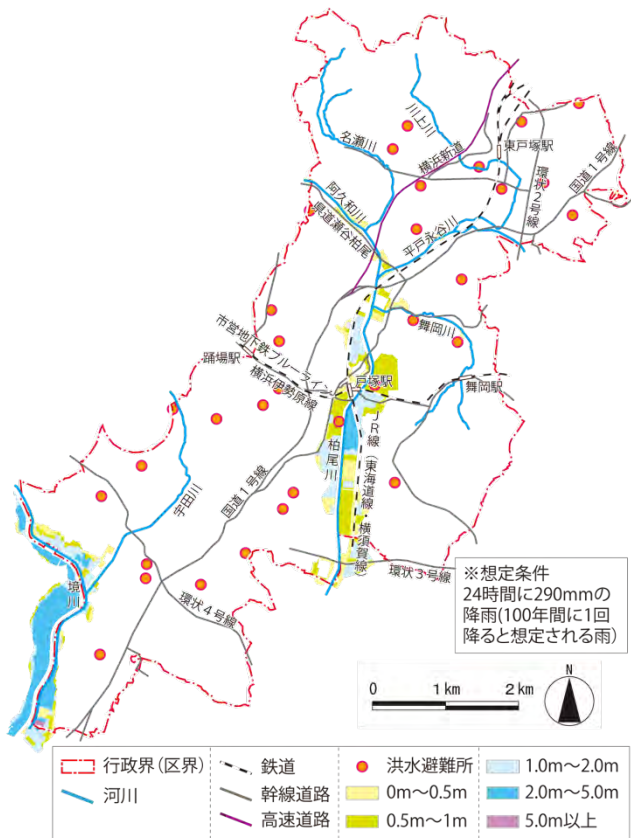 川上川
名瀬川
横浜新道
東戸塚駅
環状2号線
国道1号線
阿久和川
県道瀬谷柏尾
平戸永谷川
舞岡川
市営地下鉄ブルーライン
踊場駅
横浜伊勢原線
戸塚駅
舞岡駅
柏尾川
JR線(東海道線・横須賀線)
宇田川
国道1号線
境川
環状3号線
環状4号線
※想定条件
24時間に290mmの
降雨(100年間に1回
降ると想定される雨)
0 1km 2km
N
行政界(区界)
鉄道
洪水避難所
1.0m〜2.0m
河川
幹線道路
0m〜0.5m
2.0m〜5.0m
高速道路
0.5m〜1m
5.0m以上